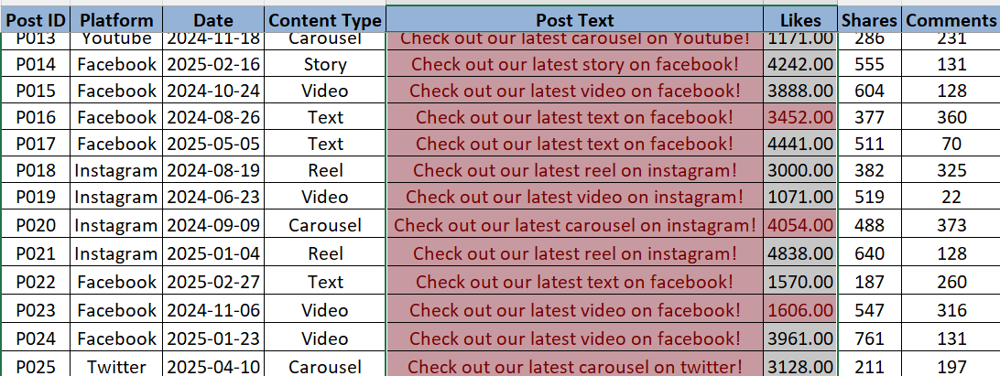 Post ID Platform Date Content Type Post Text Likes Shares Comments
P013 Youtube 2024-11-18 Carousel Check out our latest carousel on Youtube! 1171.00 286 231
P014 Facebook 2025-02-16 Story Check out our latest story on facebook! 4242.00 555 131
P015 Facebook 2024-10-24 Video Check out our latest video on facebook! 3888.00 604 128
P016 Facebook 2024-08-26 Text Check out our latest text on facebook! 3452.00 377 360
P017 Facebook 2025-05-05 Text Check out our latest text on facebook! 4441.00 511 70
P018 Instagram 2024-08-19 Reel Check out our latest reel on instagram! 3000.00 382 325
P019 Instagram 2024-06-23 Video Check out our latest video on instagram! 1071.00 519 22
P020 Instagram 2024-09-09 Carousel Check out our latest carousel on instagram! 4054.00 488 373
P021 Instagram 2025-01-04 Reel Check out our latest reel on instagram! 4838.00 640 128
P022 Facebook 2025-02-27 Text Check out our latest text on facebook! 1570.00 187 260
P023 Facebook 2024-11-06 Video Check out our latest video on facebook! 1606.00 547 316
P024 Facebook 2025-01-23 Video Check out our latest video on facebook! 3961.00 761 131
P025 Twitter 2025-04-10 Carousel Check out our latest carousel on twitter! 3128.00 211 197